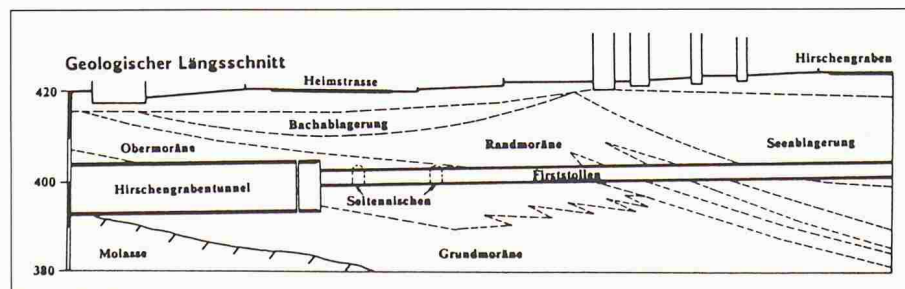 Geologischer Längsschnitt
Hirschengraben
Heimstrasse
420
Bachablagerung
Obermoräne
Randmoräne
Seeablagerung
400
Hirschengrabentunnel
Firststollen
Seitennischen
Molasse
Grundmoräne
380